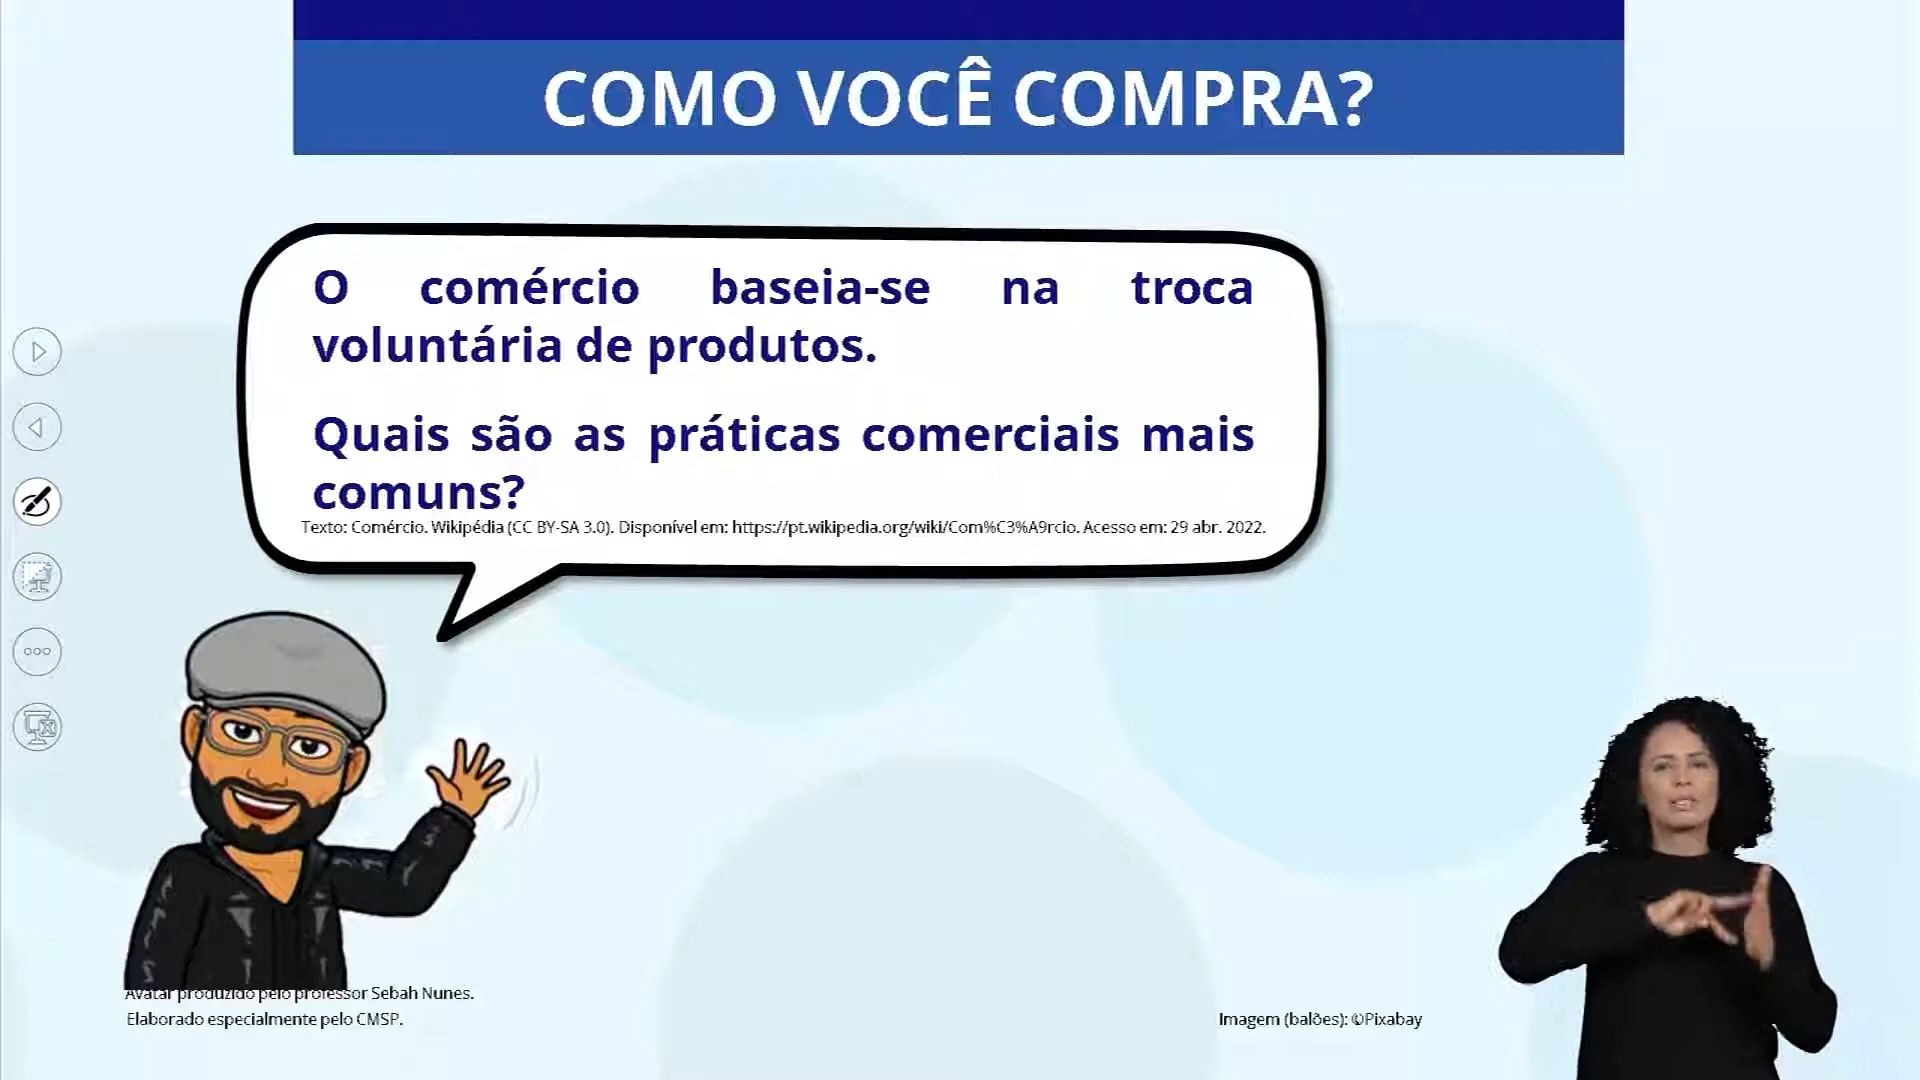 COMO VOCÊ COMPRA?
O comércio baseia-se na troca
voluntária de produtos.
Quais são as práticas comerciais mais
comuns?
Texto: Comércio. Wikipédia (CC BY-SA 3.0). Disponível em: https://pt.wikipedia.org/wiki/Com%C3%A9rcio. Acesso em: 29 abr. 2022.
Avatar produzido pelo professor Sebah Nunes.
Elaborado especialmente pelo CMSP.
Imagem (balões): ©Pixabay